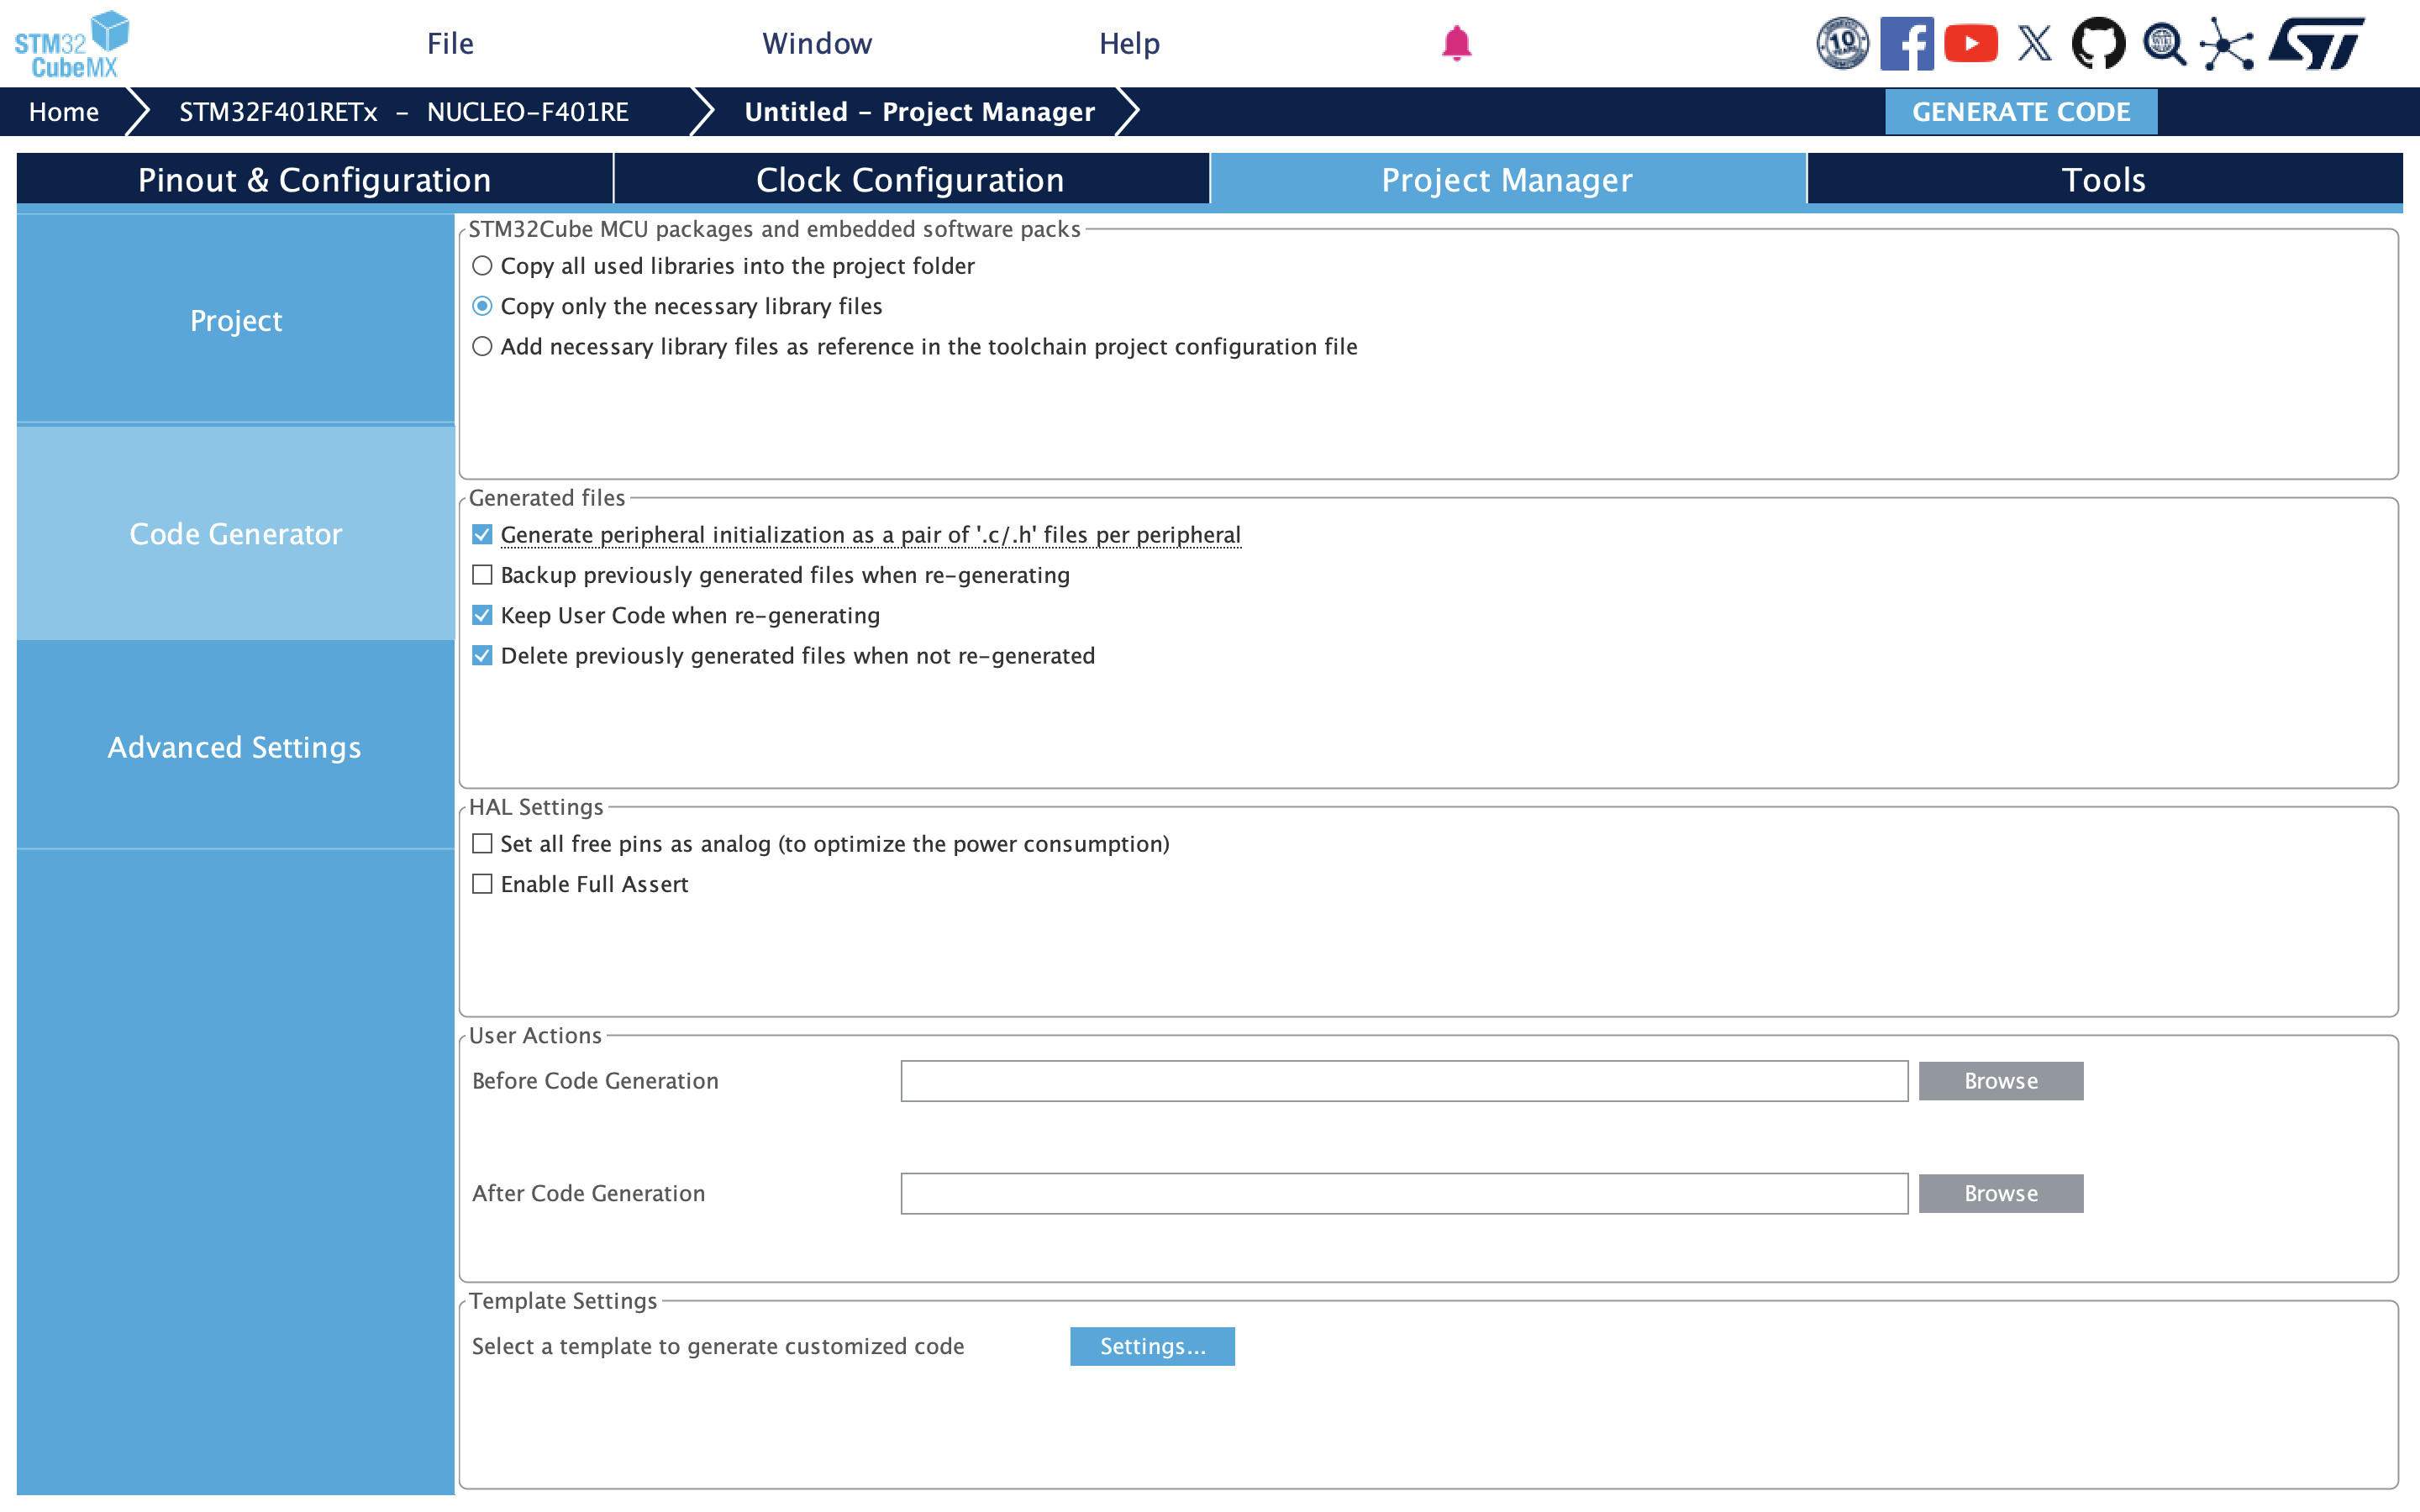 STM32
CubeMX
File
Window
Help
10
ST
Home
STM32F401RETx - NUCLEO-F401RE
Untitled - Project Manager
GENERATE CODE
Pinout & Configuration
Clock Configuration
Project Manager
Tools
Project
Code Generator
Advanced Settings
STM32Cube MCU packages and embedded software packs
Copy all used libraries into the project folder
Copy only the necessary library files
Add necessary library files as reference in the toolchain project configuration file
Generated files
Generate peripheral initialization as a pair of '.c/.h' files per peripheral
Backup previously generated files when re-generating
Keep User Code when re-generating
Delete previously generated files when not re-generated
HAL Settings
Set all free pins as analog (to optimize the power consumption)
Enable Full Assert
User Actions
Before Code Generation
Browse
After Code Generation
Browse
Template Settings
Select a template to generate customized code
Settings...